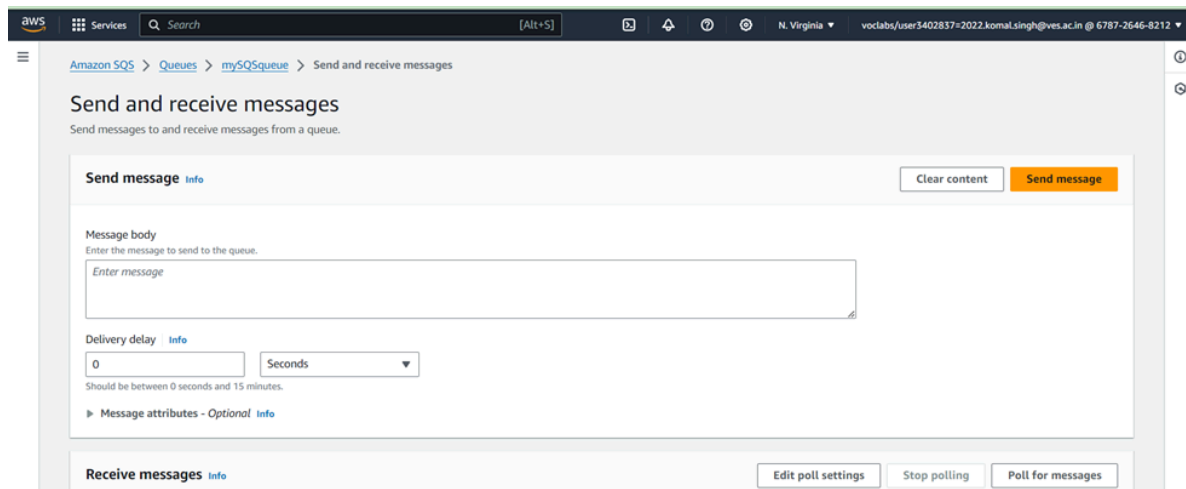 aws Services Search [Alt+S] N. Virginia ▼ voclabs/user3402837=2022.komal.singh@ves.ac.in @ 6787-2646-8212 ▼
Amazon SQS > Queues > mySQSqueue > Send and receive messages
Send and receive messages
Send messages to and receive messages from a queue.
Send message Info Clear content Send message
Message body
Enter the message to send to the queue.
Enter message
Delivery delay Info
0 Seconds ▼
Should be between 0 seconds and 15 minutes.
▶ Message attributes - Optional Info
Receive messages Info Edit poll settings Stop polling Poll for messages